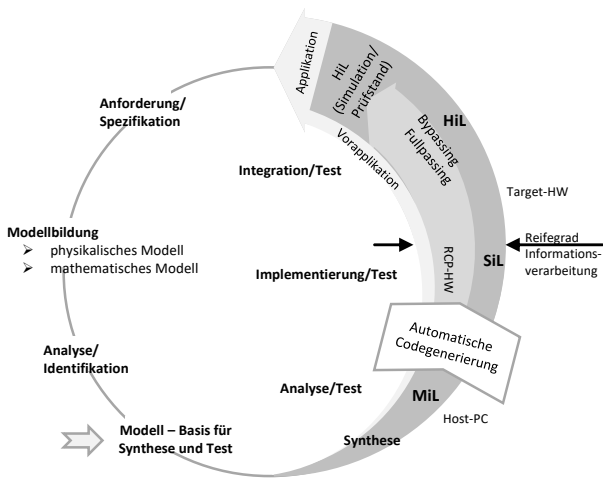 Applikation
HiL
(Simulation/
Prüfstand)
Anforderung/
Spezifikation
HiL
Bypassing
Fullpassing
Vorapplikation
Integration/Test
Target-HW
Modellbildung
➢ physikalisches Modell
➢ mathematisches Modell
Reifegrad
Informations-
verarbeitung
RCP-HW
SiL
Implementierung/Test
Automatische
Codegenerierung
Analyse/
Identifikation
Analyse/Test
MiL
Host-PC
Modell – Basis für
Synthese und Test
Synthese